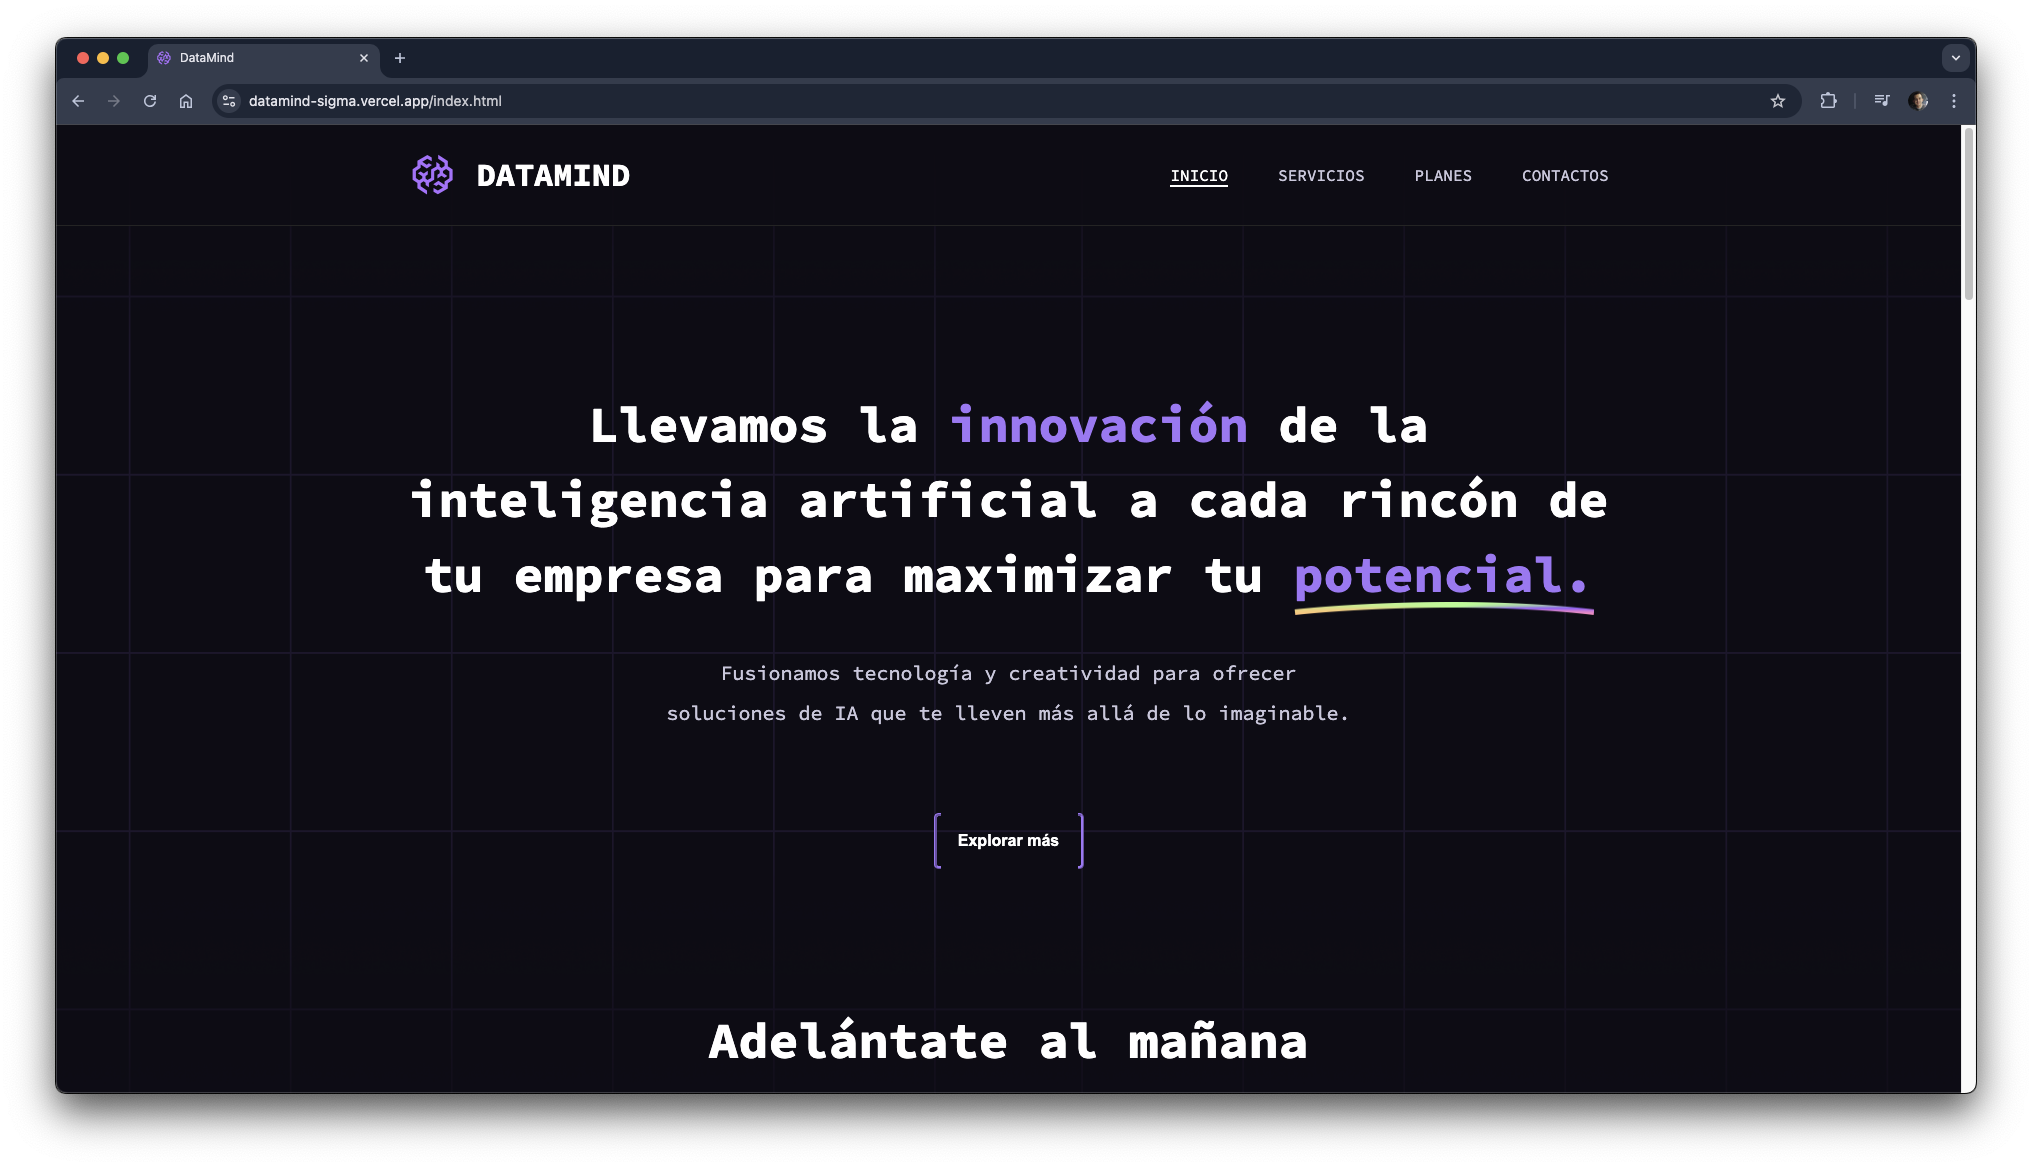 DataMind
datamind-sigma.vercel.app/index.html
DATAMIND
INICIO SERVICIOS PLANES CONTACTOS
Llevamos la innovación de la
inteligencia artificial a cada rincón de
tu empresa para maximizar tu potencial.
Fusionamos tecnología y creatividad para ofrecer
soluciones de IA que te lleven más allá de lo imaginable.
Explorar más
Adelántate al mañana